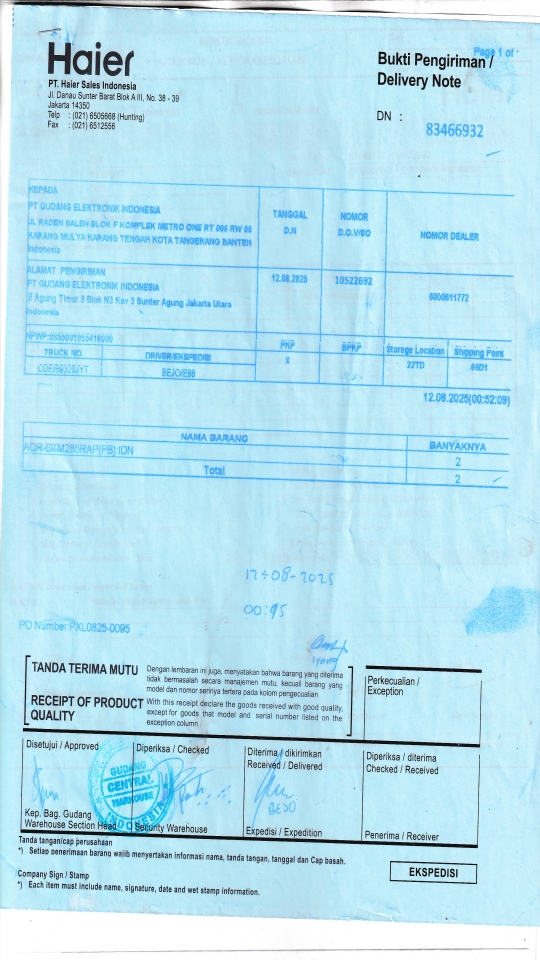 Haier
Page 1 of
Bukti Pengiriman /
Delivery Note
PT. Haier Sales Indonesia
Jl. Danau Sunter Barat Blok A III, No. 38 - 39
Jakarta 14350
Telp : (021) 6505668 (Hunting)
Fax : (021) 6512556
DN :
83466932
KEPADA
PT GUDANG ELEKTRONIK INDONESIA
JL RADEN SALEH BLOK F KOMPLEK METRO ONE RT 005 RW 06
KARANG MULYA KARANG TENGAH KOTA TANGERANG BANTEN
Indonesia
TANGGAL
D.N
NOMOR
D.O.V/SO
NOMOR DEALER
ALAMAT PENGIRIMAN
PT GUDANG ELEKTRONIK INDONESIA
Jl Agung Timur 9 Blok N3 Kav 3 Sunter Agung Jakarta Utara
Indonesia
12.08.2025
10522692
NPWP:
PKP
BPKP
Storege Location
Shipping Point
TRUCK NO.
DRIVER/EKSPEDISI
X
22TD
BEJO/E66
12.08.2025(00:52:09)
NAMA BARANG
BANYAKNYA
AQR-DTM285RAP(FB) IDN
2
Total
2
12-08-2025
PO Number:PXL0825-0095
TANDA TERIMA MUTU
Dengan lembaran ini juga, menyatakan bahwa barang yang diterima
tidak bermasalah secara manajemen mutu, kecuali barang yang
model dan nomor serinya tertera pada kolom pengecualian
RECEIPT OF PRODUCT
QUALITY
With this receipt declare the goods received with good quality,
except for goods that model and serial number listed on the
exception column
Perkecualian /
Exception
Disetujui / Approved
Diperiksa / Checked
Diterima / dikirimkan
Received / Delivered
Diperiksa / diterima
Checked / Received
GUDANG
CENTRAL
WAREHOUSE
INDONESIA
BEJO
Kep. Bag. Gudang
Warehouse Section Head
Security Warehouse
Expedisi / Expedition
Penerima / Receiver
Tanda tangan/cap perusahaan
*) Setiap penerimaan barang wajib menyertakan informasi nama, tanda tangan, tanggal dan Cap basah.
EKSPEDISI
Company Sign / Stamp
*) Each item must include name, signature, date and wet stamp information.